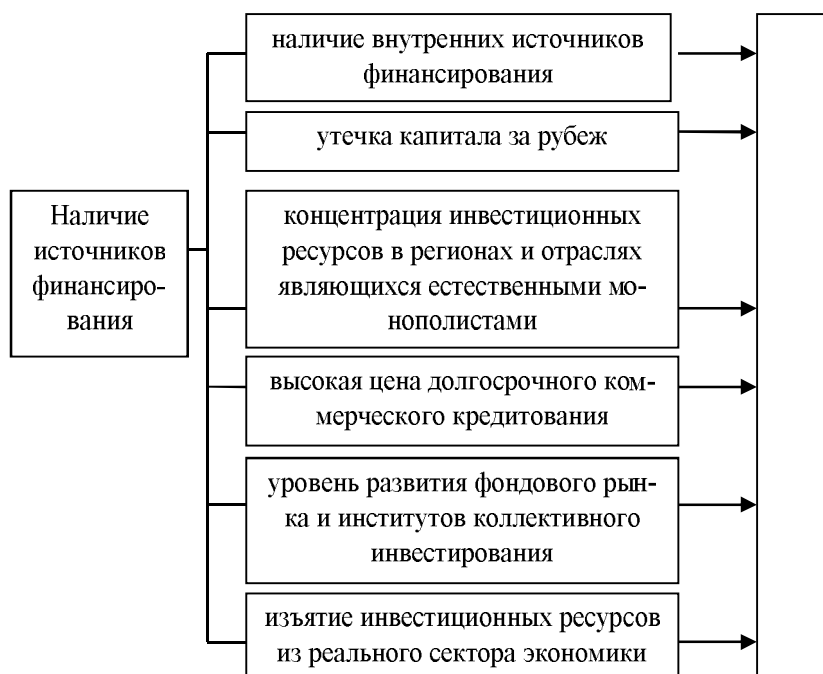 наличие внутренних источников
финансирования
утечка капитала за рубеж
Наличие
источников
финансиро-
вания
концентрация инвестиционных
ресурсов в регионах и отраслях
являющихся естественными мо-
нополистами
высокая цена долгосрочного ком-
мерческого кредитования
уровень развития фондового рын-
ка и институтов коллективного
инвестирования
изъятие инвестиционных ресурсов
из реального сектора экономики